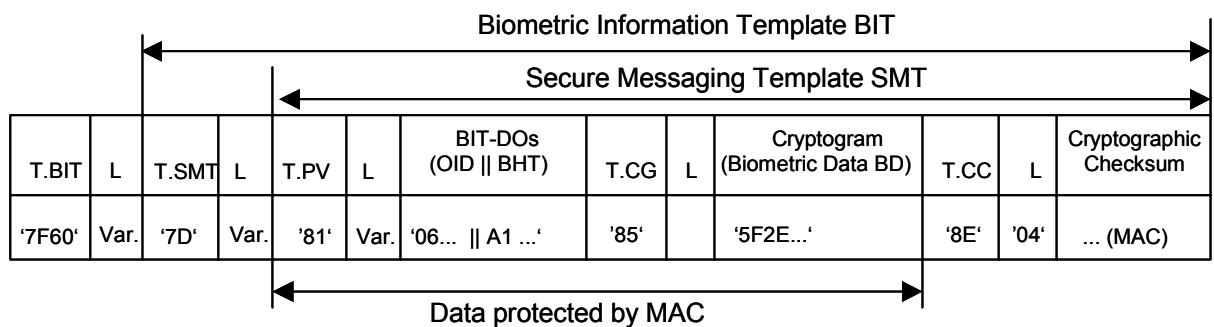 Biometric Information Template BIT
Secure Messaging Template SMT
T.BIT L T.SMT L T.PV L BIT-DOs (OID || BHT) T.CG L Cryptogram (Biometric Data BD) T.CC L Cryptographic Checksum
‘7F60‘ Var. ‘7D‘ Var. ’81‘ Var. ‘06... || A1 ...‘ ’85‘ ‘5F2E...‘ ‘8E‘ ’04‘ ... (MAC)
Data protected by MAC